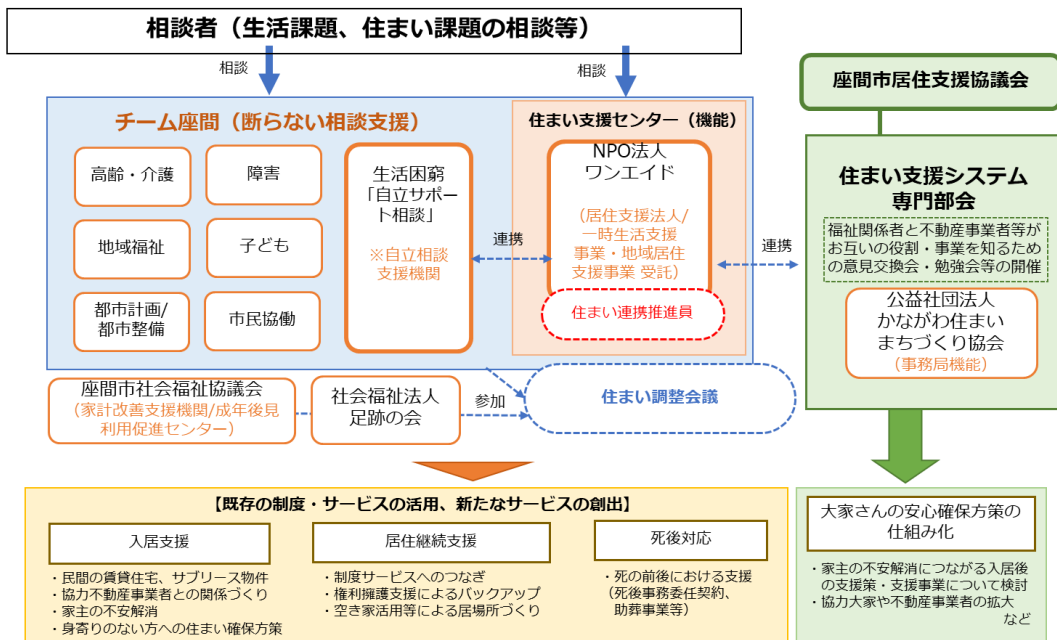 相談者（生活課題、住まい課題の相談等）
相談
相談
チーム座間（断らない相談支援）
高齢・介護
障害
地域福祉
子ども
都市計画/
都市整備
市民協働
生活困窮
「自立サポ
ート相談」
※自立相談
支援機関
連携
住まい支援センター（機能）
NPO法人
ワンエイド
（居住支援法人/
一時生活支援
事業・地域居住
支援事業 受託）
住まい連携推進員
連携
座間市居住支援協議会
住まい支援システム
専門部会
福祉関係者と不動産事業者等が
お互いの役割・事業を知るため
の意見交換会・勉強会等の開催
公益社団法人
かながわ住まい
まちづくり協会
（事務局機能）
座間市社会福祉協議会
（家計改善支援機関/成年後見
利用促進センター）
社会福祉法人
足跡の会
参加
住まい調整会議
【既存の制度・サービスの活用、新たなサービスの創出】
入居支援
・民間の賃貸住宅、サブリース物件
・協力不動産事業者との関係づくり
・家主の不安解消
・身寄りのない方への住まい確保方策
居住継続支援
・制度サービスへのつなぎ
・権利擁護支援によるバックアップ
・空き家活用等による居場所づくり
死後対応
・死の前後における支援
（死後事務委任契約、
助葬事業等）
大家さんの安心確保方策の
仕組み化
・家主の不安解消につながる入居後
の支援策・支援事業について検討
・協力大家や不動産事業者の拡大
など